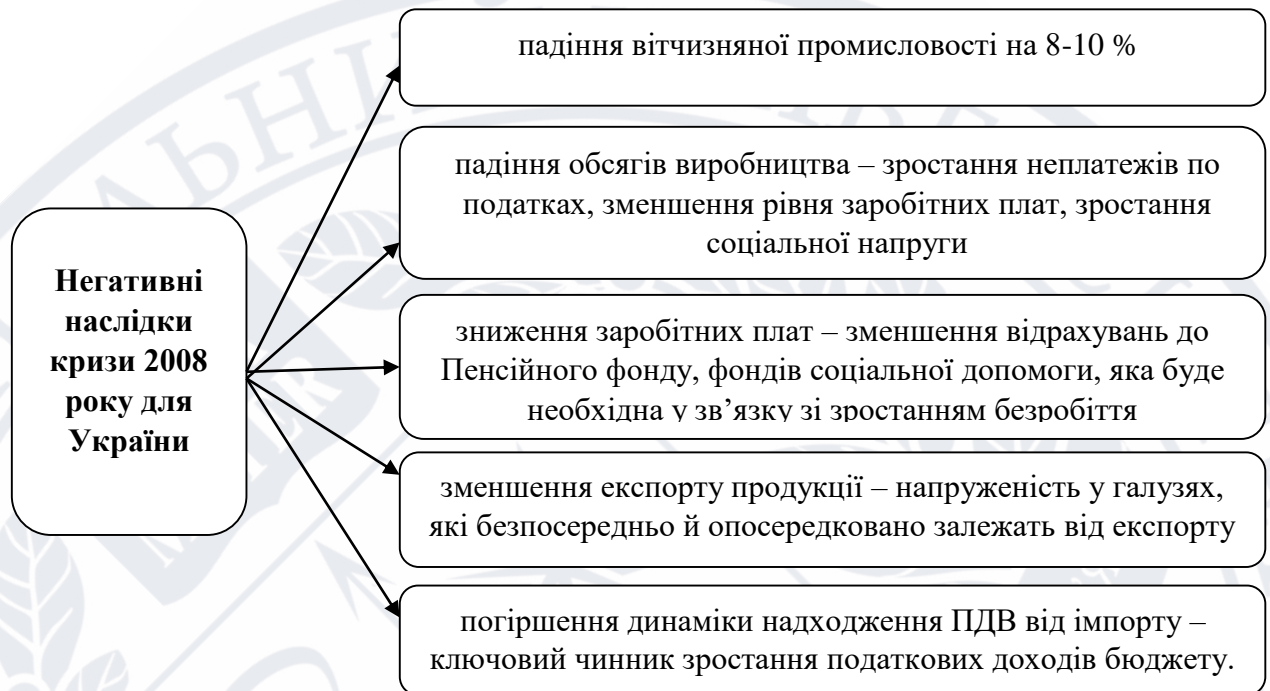 падіння вітчизняної промисловості на 8-10 %
падіння обсягів виробництва – зростання неплатежів по
податках, зменшення рівня заробітних плат, зростання
соціальної напруги
Негативні
наслідки
кризи 2008
року для
України
зниження заробітних плат – зменшення відрахувань до
Пенсійного фонду, фондів соціальної допомоги, яка буде
необхідна у зв’язку зі зростанням безробіття
зменшення експорту продукції – напруженість у галузях,
які безпосередньо й опосередковано залежать від експорту
погіршення динаміки надходження ПДВ від імпорту –
ключовий чинник зростання податкових доходів бюджету.